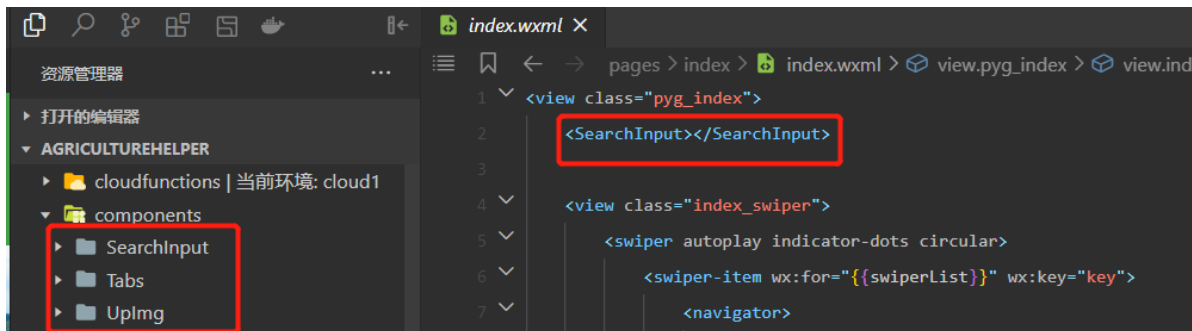 index.wxml
资源管理器
pages > index > index.wxml > view.pyg_index > view.ind
打开的编辑器
AGRICULTUREHELPER
cloudfunctions | 当前环境: cloud1
components
SearchInput
Tabs
UpImg
1 <view class="pyg_index">
2 <SearchInput></SearchInput>
3
4 <view class="index_swiper">
5 <swiper autoplay indicator-dots circular>
6 <swiper-item wx:for="{{swiperList}}" wx:key="key">
7 <navigator>